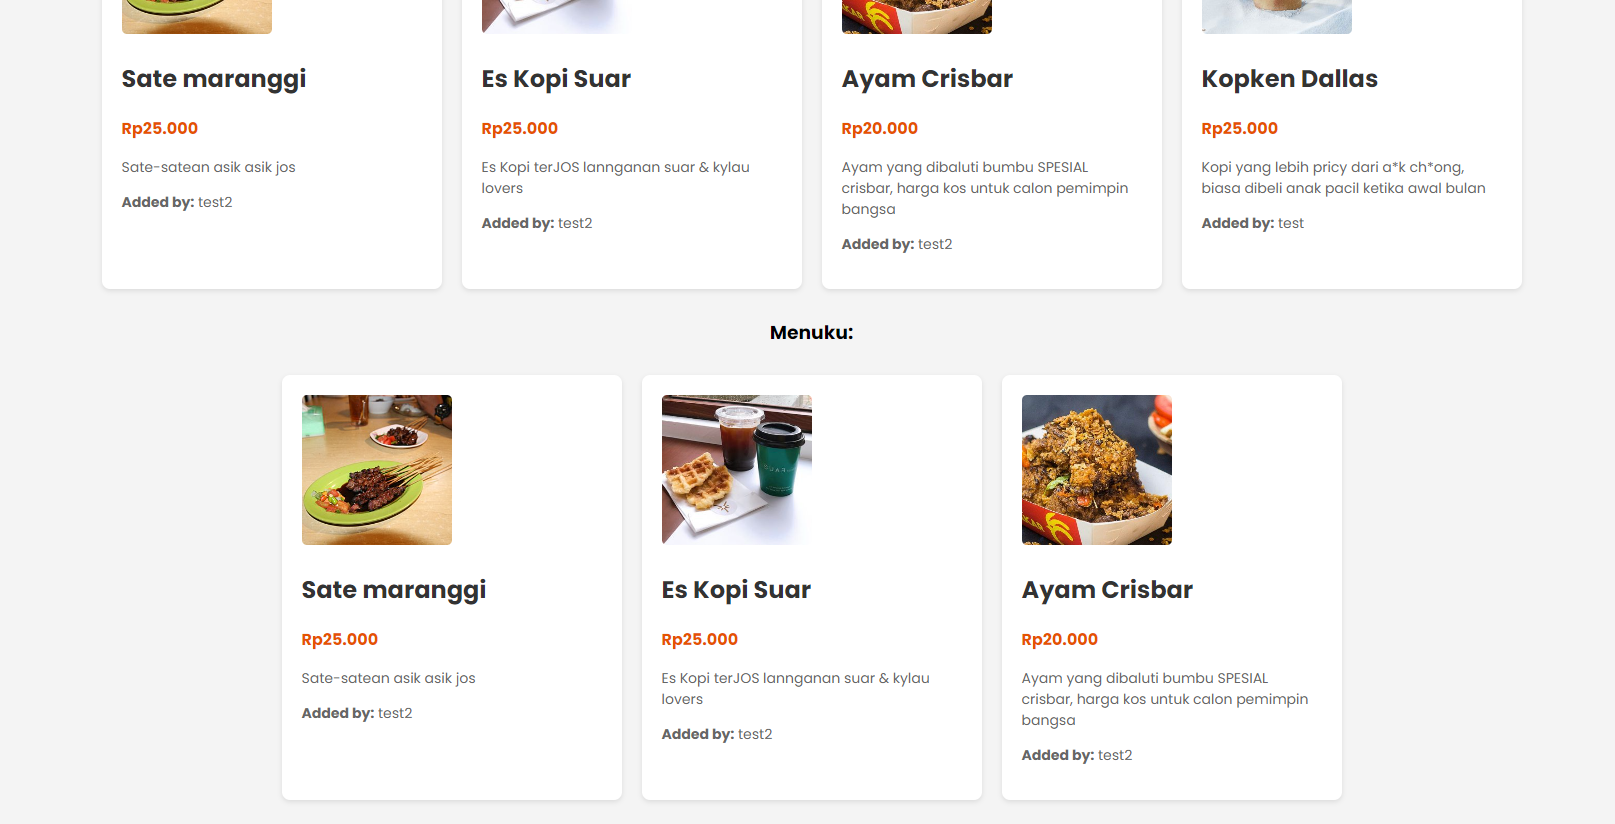 Sate maranggi
Rp25.000
Sate-satean asik asik jos
Added by: test2
Es Kopi Suar
Rp25.000
Es Kopi terJOS lannganan suar & kylau
lovers
Added by: test2
Ayam Crisbar
Rp20.000
Ayam yang dibaluti bumbu SPESIAL
crisbar, harga kos untuk calon pemimpin
bangsa
Added by: test2
Kopken Dallas
Rp25.000
Kopi yang lebih pricy dari a*k ch*ong,
biasa dibeli anak pacil ketika awal bulan
Added by: test
Menuku:
Sate maranggi
Rp25.000
Sate-satean asik asik jos
Added by: test2
Es Kopi Suar
Rp25.000
Es Kopi terJOS lannganan suar & kylau
lovers
Added by: test2
Ayam Crisbar
Rp20.000
Ayam yang dibaluti bumbu SPESIAL
crisbar, harga kos untuk calon pemimpin
bangsa
Added by: test2